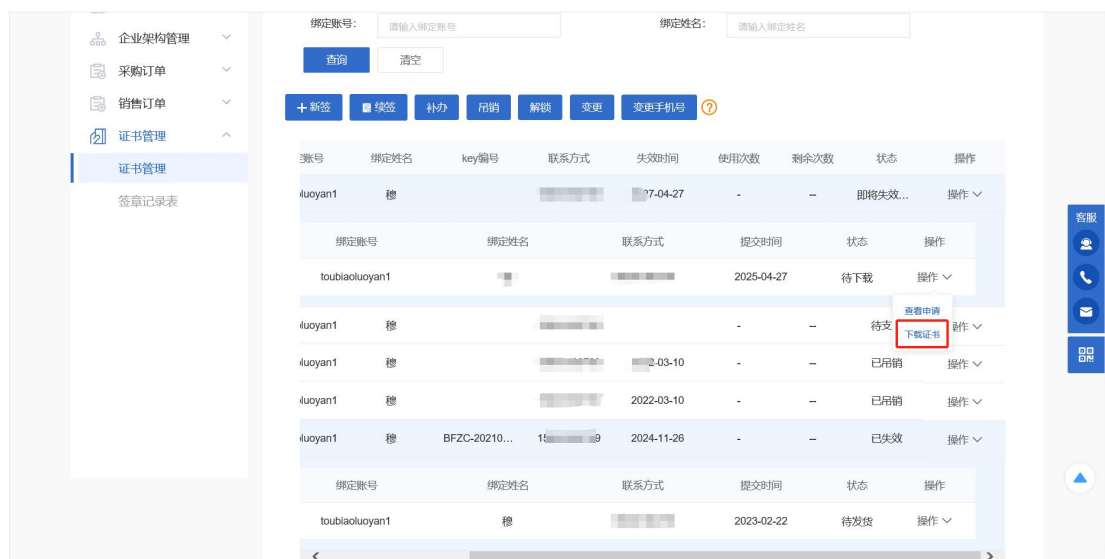 绑定账号: 请输入绑定账号 绑定姓名: 请输入绑定姓名
企业架构管理
查询 清空
采购订单
销售订单
+新签 续签 补办 吊销 解锁 变更 变更手机号 ?
证书管理
账号 绑定姓名 key编号 联系方式 失效时间 使用次数 剩余次数 状态 操作
证书管理
luoyan1 穆 7-04-27 - -- 即将失效... 操作
签章记录表
客服
绑定账号 绑定姓名 联系方式 提交时间 状态 操作
toubiaoluoyan1 2025-04-27 待下载 操作
查看申请
luoyan1 穆 - -- 待支 操作
下载证书
luoyan1 穆 2-03-10 - -- 已吊销 操作
luoyan1 穆 2022-03-10 - -- 已吊销 操作
luoyan1 穆 BFZC-20210... 15 9 2024-11-26 - -- 已失效 操作
绑定账号 绑定姓名 联系方式 提交时间 状态 操作
toubiaoluoyan1 穆 2023-02-22 待发货 操作